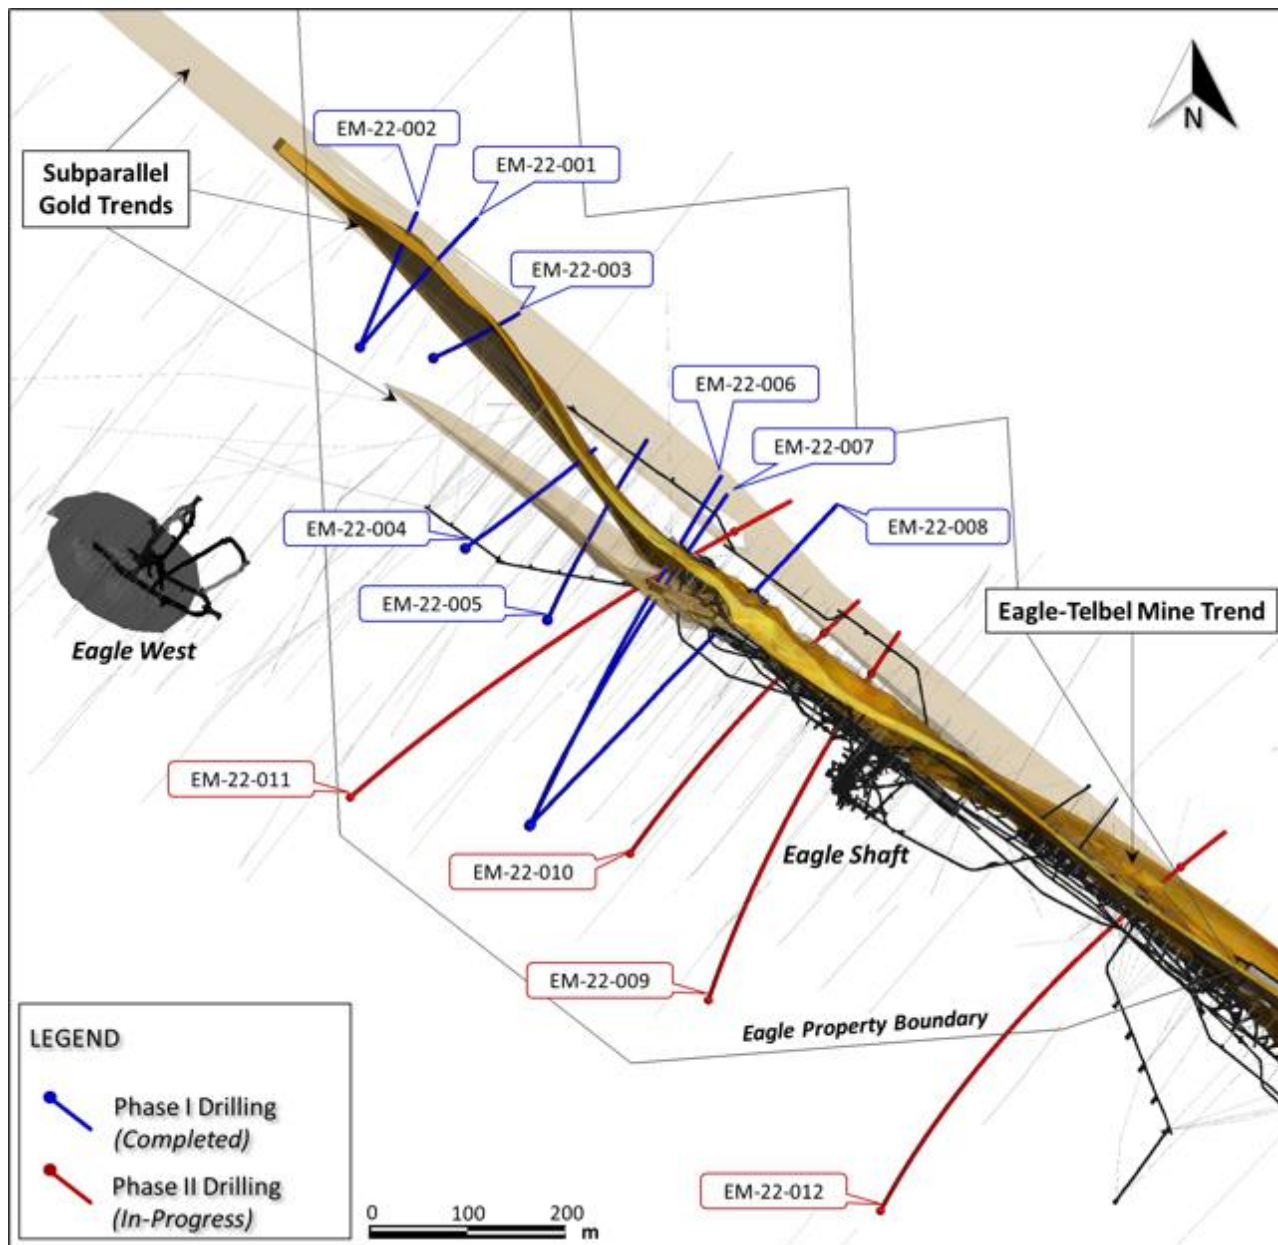 N
EM-22-002
EM-22-001
Subparallel
Gold Trends
EM-22-003
EM-22-006
EM-22-007
EM-22-004
EM-22-008
EM-22-005
Eagle-Telbel Mine Trend
Eagle West
EM-22-011
Eagle Shaft
EM-22-010
EM-22-009
Eagle Property Boundary
LEGEND
Phase I Drilling
(Completed)
Phase II Drilling
(In-Progress)
EM-22-012
0 100 200
m